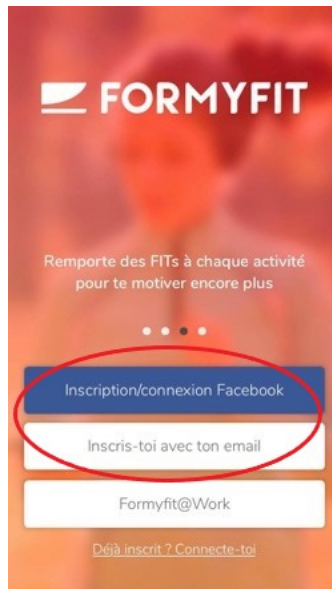 FORMYFIT
Remporte des FITs à chaque activité
pour te motiver encore plus
Inscription/connexion Facebook
Inscris-toi avec ton email
Formyfit@Work
Déjà inscrit ? Connecte-toi